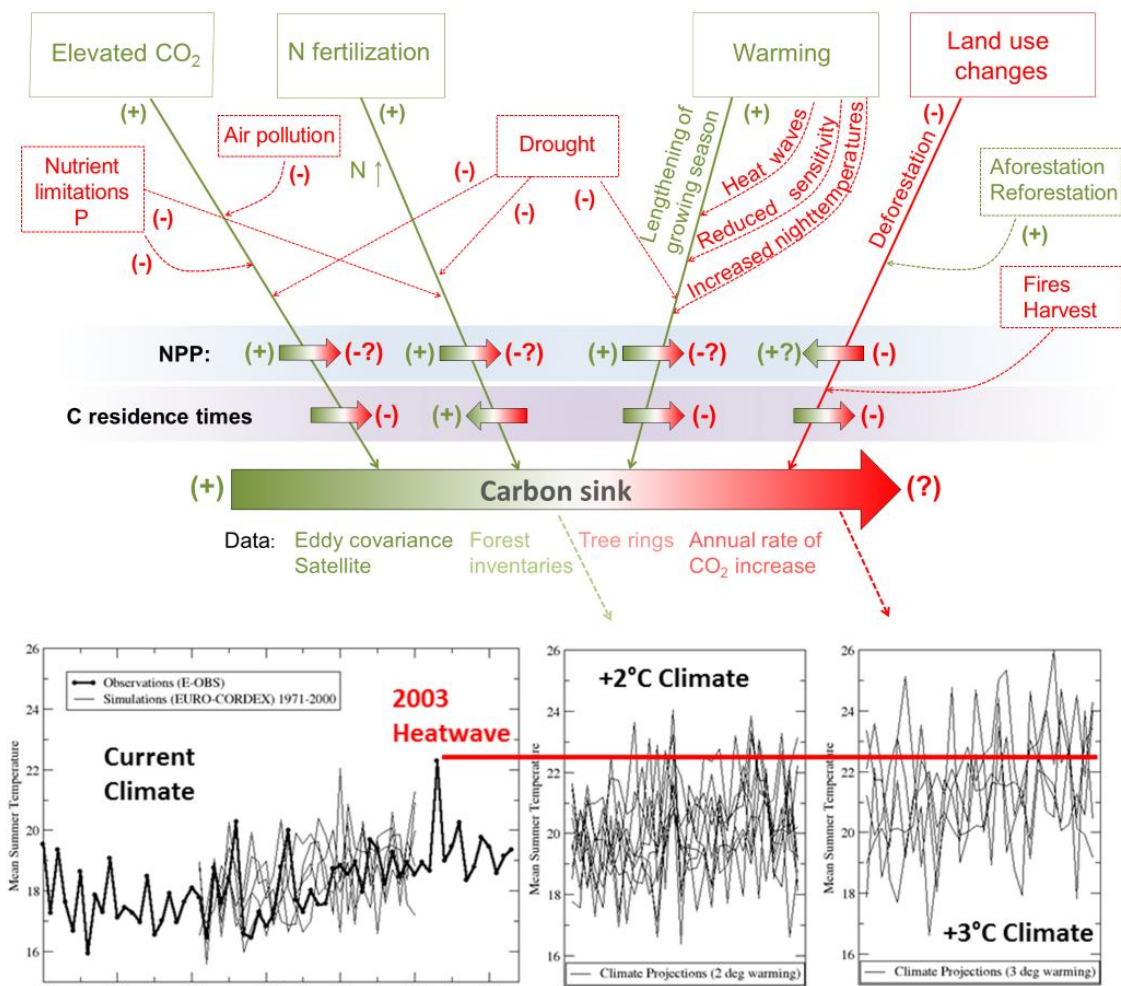 Elevated CO₂
N fertilization
Warming
Land use
changes
(+)
(+)
(+)
(-)
Air pollution
(-)
Nutrient
limitations
P
(-)
(-)
N ↑
Drought
(-)
(-)
(-)
Lengthening of
growing season
Heat waves
Reduced sensitivity
Increased nighttemperatures
Deforestation
Aforestation
Reforestation
(+)
Fires
Harvest
NPP: (+) (-?) (+) (-?) (+) (-?) (+?) (-)
C residence times (-) (+) (-) (-)
(+) Carbon sink (?)
Data: Eddy covariance Forest Tree rings Annual rate of
Satellite inventaries CO₂ increase
26
24
22
20
18
16
Mean Summer Temperature
Observations (E-OBS)
Simulations (EURO-CORDEX) 1971-2000
Current
Climate
2003
Heatwave
26
24
22
20
18
16
Mean Summer Temperature
+2°C Climate
Climate Projections (2 deg warming)
26
24
22
20
18
16
Mean Summer Temperature
+3°C Climate
Climate Projections (3 deg warming)